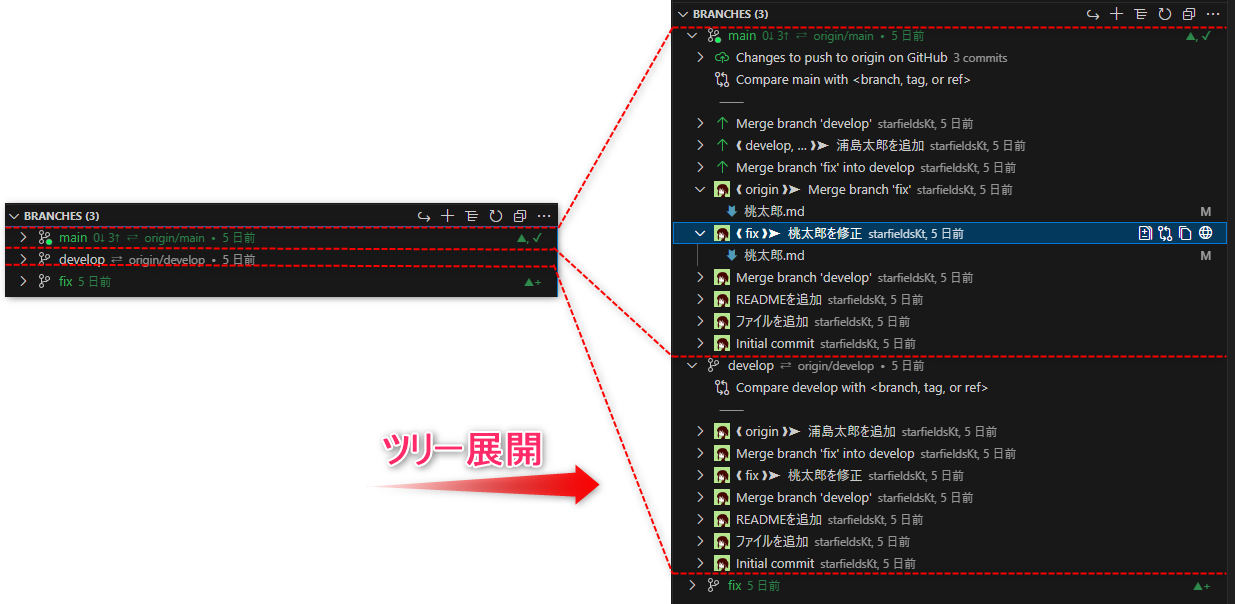 BRANCHES (3)
main 0↓ 3↑ ⇄ origin/main • 5 日前
develop ⇄ origin/develop • 5 日前
fix 5 日前
ツリー展開
BRANCHES (3)
main 0↓ 3↑ ⇄ origin/main • 5 日前
Changes to push to origin on GitHub 3 commits
Compare main with <branch, tag, or ref>
Merge branch 'develop' starfieldsKt, 5 日前
❰ develop, ... ❱➤ 浦島太郎を追加 starfieldsKt, 5 日前
Merge branch 'fix' into develop starfieldsKt, 5 日前
❰ origin ❱➤ Merge branch 'fix' starfieldsKt, 5 日前
桃太郎.md M
❰ fix ❱➤ 桃太郎を修正 starfieldsKt, 5 日前
桃太郎.md M
Merge branch 'develop' starfieldsKt, 5 日前
READMEを追加 starfieldsKt, 5 日前
ファイルを追加 starfieldsKt, 5 日前
Initial commit starfieldsKt, 5 日前
develop ⇄ origin/develop • 5 日前
Compare develop with <branch, tag, or ref>
❰ origin ❱➤ 浦島太郎を追加 starfieldsKt, 5 日前
Merge branch 'fix' into develop starfieldsKt, 5 日前
❰ fix ❱➤ 桃太郎を修正 starfieldsKt, 5 日前
Merge branch 'develop' starfieldsKt, 5 日前
READMEを追加 starfieldsKt, 5 日前
ファイルを追加 starfieldsKt, 5 日前
Initial commit starfieldsKt, 5 日前
fix 5 日前